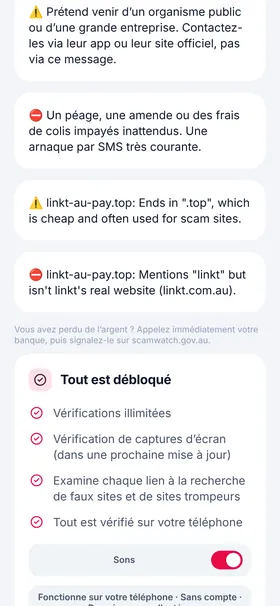 ⚠️ Prétend venir d'un organisme public
ou d'une grande entreprise. Contactez-
les via leur app ou leur site officiel, pas
via ce message.
⛔ Un péage, une amende ou des frais
de colis impayés inattendus. Une
arnaque par SMS très courante.
⚠️ linkt-au-pay.top: Ends in ".top", which
is cheap and often used for scam sites.
⛔ linkt-au-pay.top: Mentions "linkt" but
isn't linkt's real website (linkt.com.au).
Vous avez perdu de l'argent ? Appelez immédiatement votre
banque, puis signalez-le sur scamwatch.gov.au.
Tout est débloqué
Vérifications illimitées
Vérification de captures d'écran
(dans une prochaine mise à jour)
Examine chaque lien à la recherche
de faux sites et de sites trompeurs
Tout est vérifié sur votre téléphone
Sons
Fonctionne sur votre téléphone · Sans compte ·